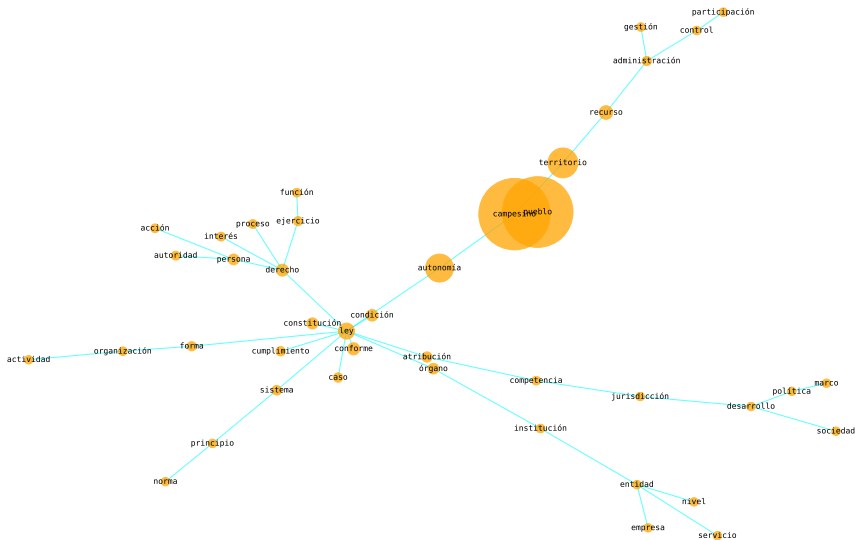 participación
gestión
control
administración
recurso
territorio
función
campesino
pueblo
ejercicio
proceso
acción
interés
autoridad
persona
derecho
autonomía
condición
constitución
ley
forma
conforme
organización
cumplimiento
atribución
actividad
órgano
caso
competencia
marco
sistema
política
jurisdicción
desarrollo
institución
sociedad
principio
norma
entidad
nivel
empresa
servicio